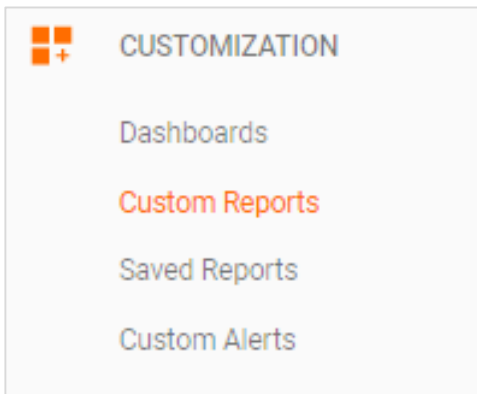 CUSTOMIZATION
Dashboards
Custom Reports
Saved Reports
Custom Alerts